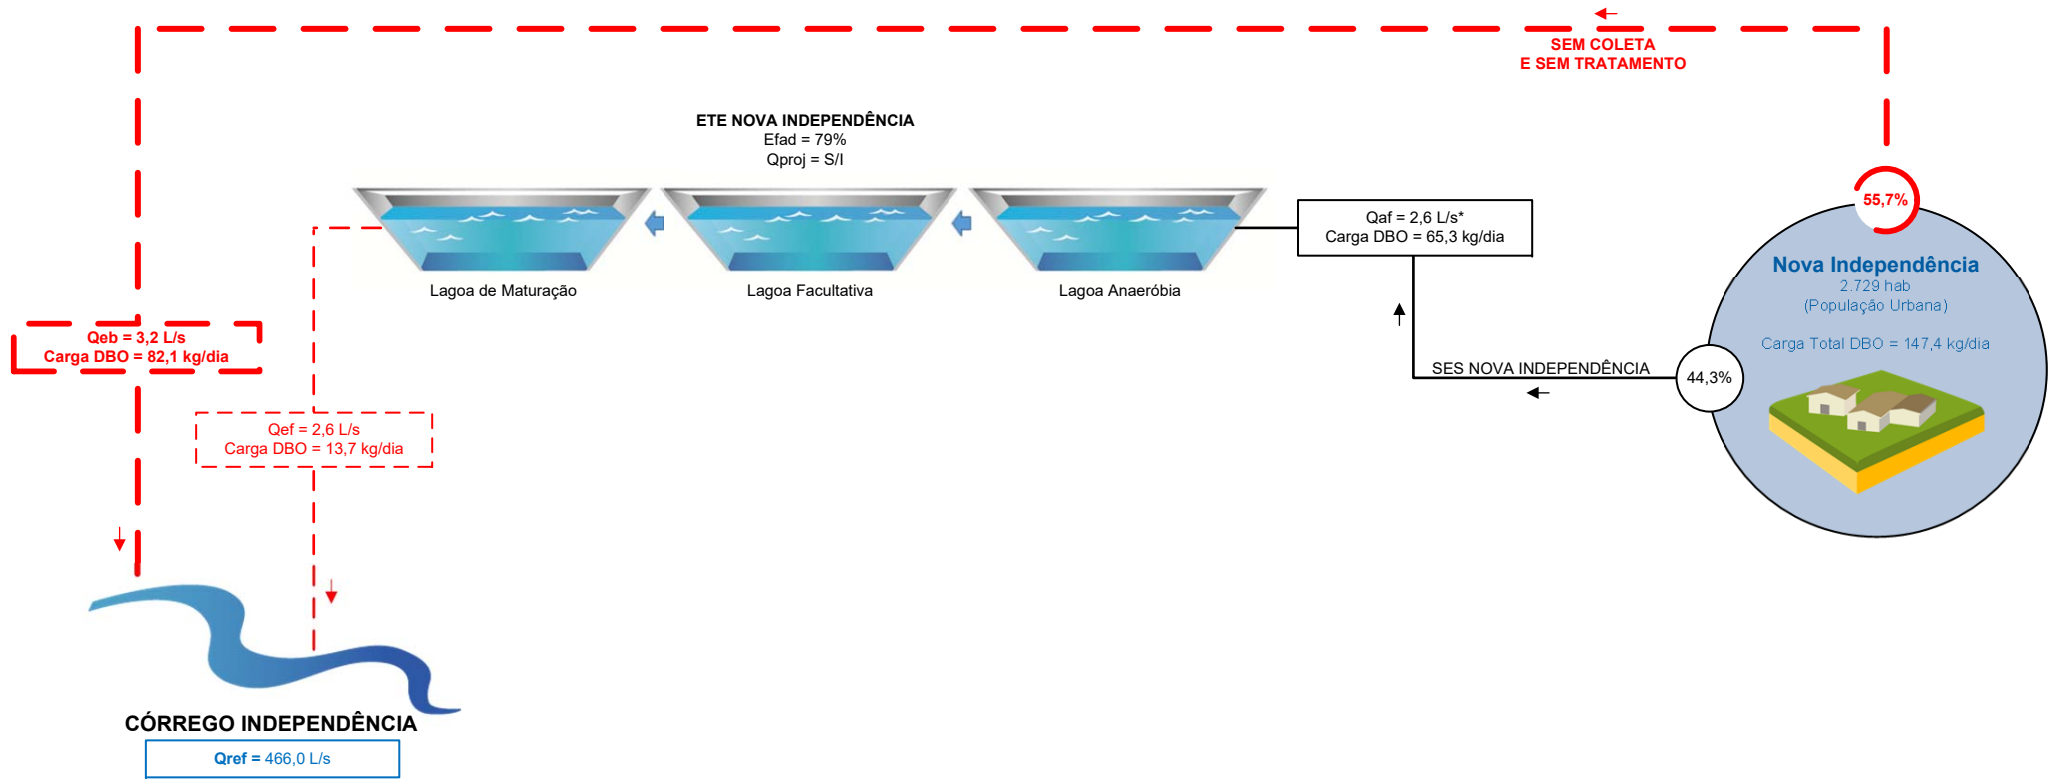 SEM COLETA
E SEM TRATAMENTO
ETE NOVA INDEPENDÊNCIA
Efad = 79%
Qproj = S/I
Lagoa de Maturação
Lagoa Facultativa
Lagoa Anaeróbia
Qaf = 2,6 L/s*
Carga DBO = 65,3 kg/dia
55,7%
Nova Independência
2.729 hab
(População Urbana)
Carga Total DBO = 147,4 kg/dia
44,3%
SES NOVA INDEPENDÊNCIA
Qeb = 3,2 L/s
Carga DBO = 82,1 kg/dia
Qef = 2,6 L/s
Carga DBO = 13,7 kg/dia
CÓRREGO INDEPENDÊNCIA
Qref = 466,0 L/s